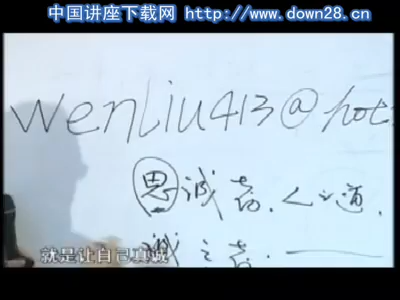 中国讲座下载网 http://www.down28.cn
wenliu413@hot
思诚者.人之道.
诚之者.
就是让自己真诚